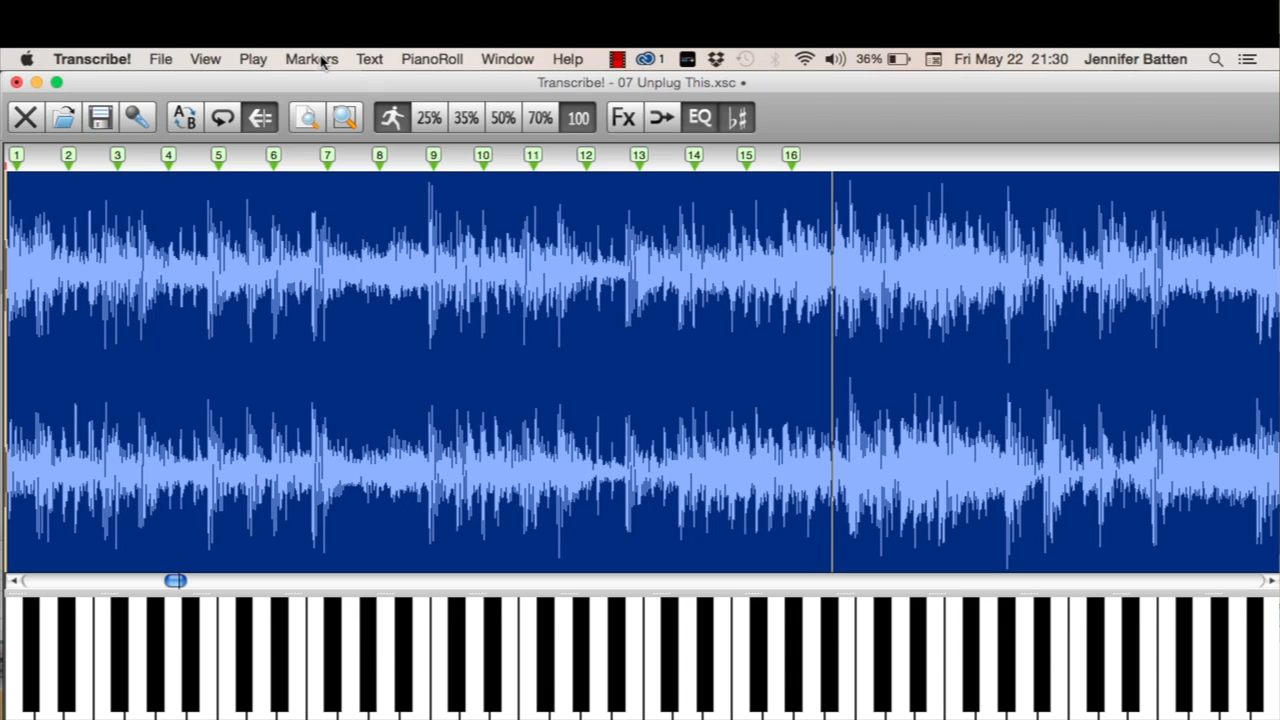 Transcribe! File View Play Markers Text PianoRoll Window Help 1 36% Fri May 22 21:30 Jennifer Batten
Transcribe! - 07 Unplug This.xsc •
A B 25% 35% 50% 70% 100 Fx EQ ♭♯
1 2 3 4 5 6 7 8 9 10 11 12 13 14 15 16